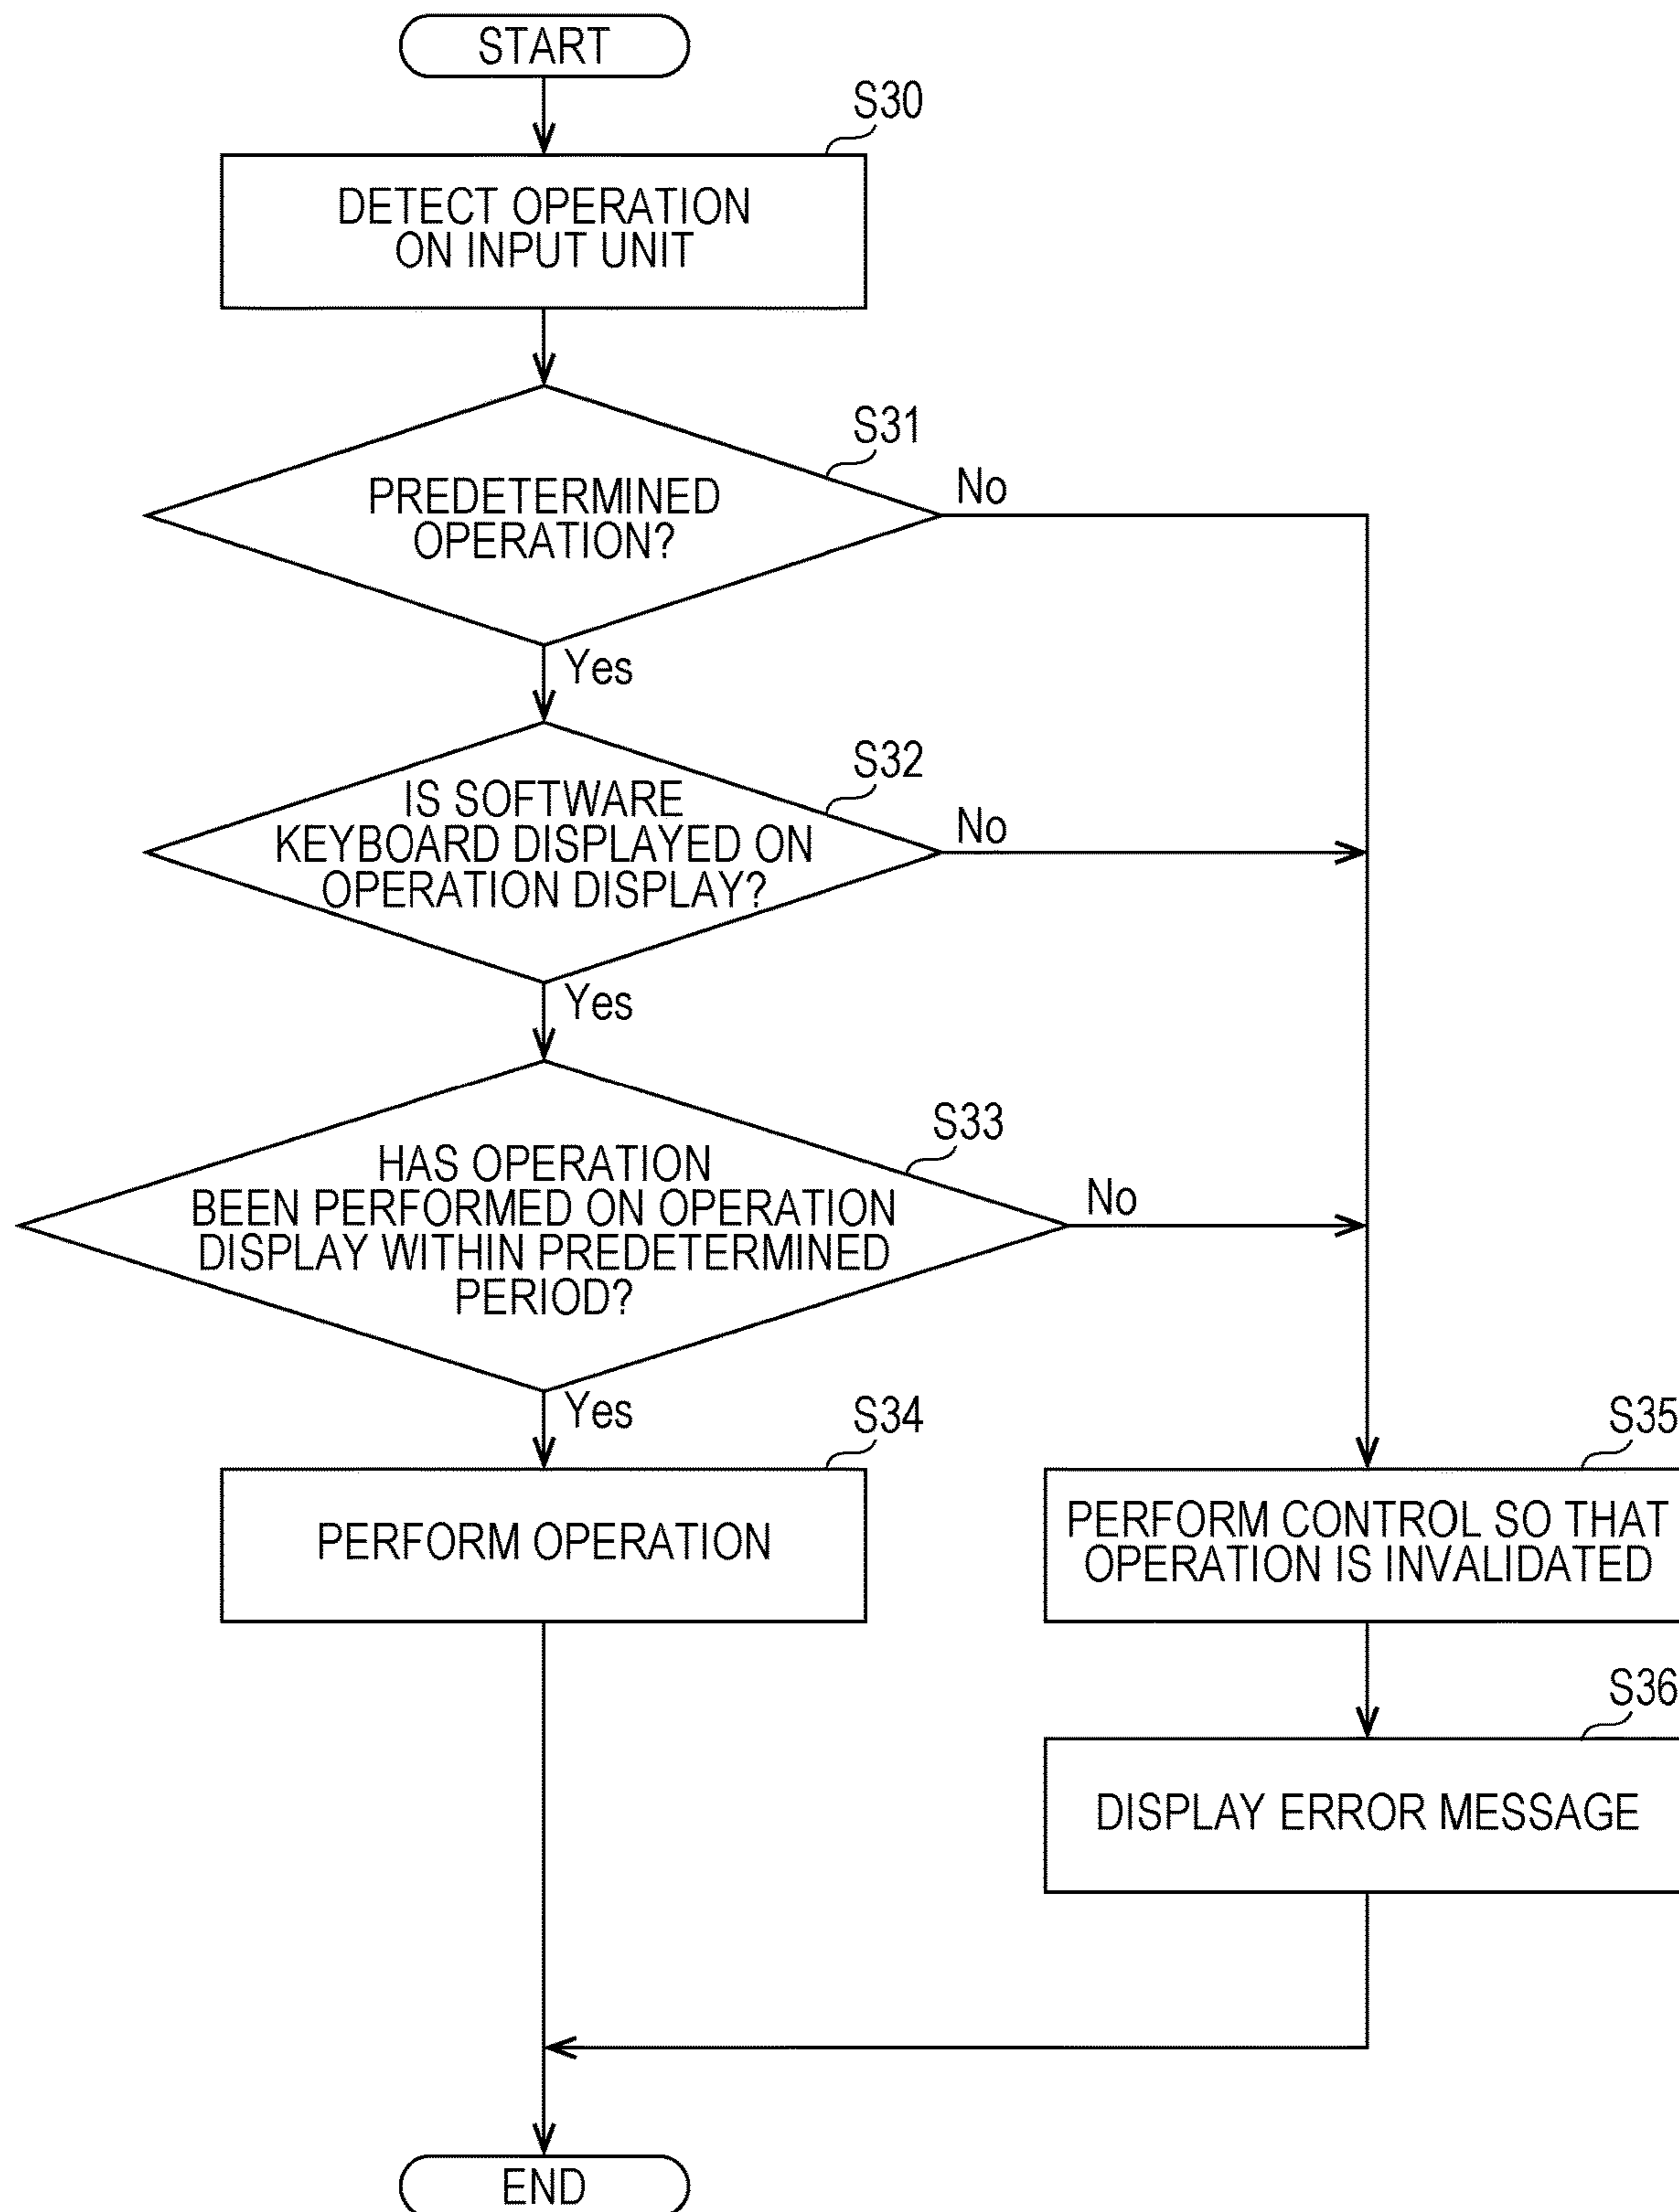 START
S30
DETECT OPERATION
ON INPUT UNIT
S31
PREDETERMINED
OPERATION?
No
Yes
S32
IS SOFTWARE
KEYBOARD DISPLAYED ON
OPERATION DISPLAY?
No
Yes
S33
HAS OPERATION
BEEN PERFORMED ON OPERATION
DISPLAY WITHIN PREDETERMINED
PERIOD?
No
Yes
S34
PERFORM OPERATION
S35
PERFORM CONTROL SO THAT
OPERATION IS INVALIDATED
S36
DISPLAY ERROR MESSAGE
END